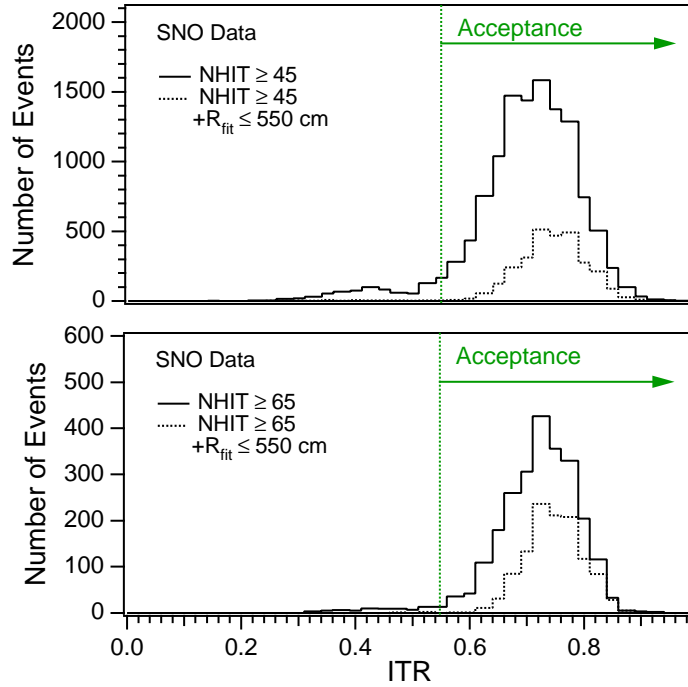 2000
1500
1000
500
0
Number of Events
SNO Data
NHIT ≥ 45
NHIT ≥ 45
+Rfit ≤ 550 cm
Acceptance
600
500
400
300
200
100
0
Number of Events
SNO Data
NHIT ≥ 65
NHIT ≥ 65
+Rfit ≤ 550 cm
Acceptance
0.0 0.2 0.4 0.6 0.8
ITR